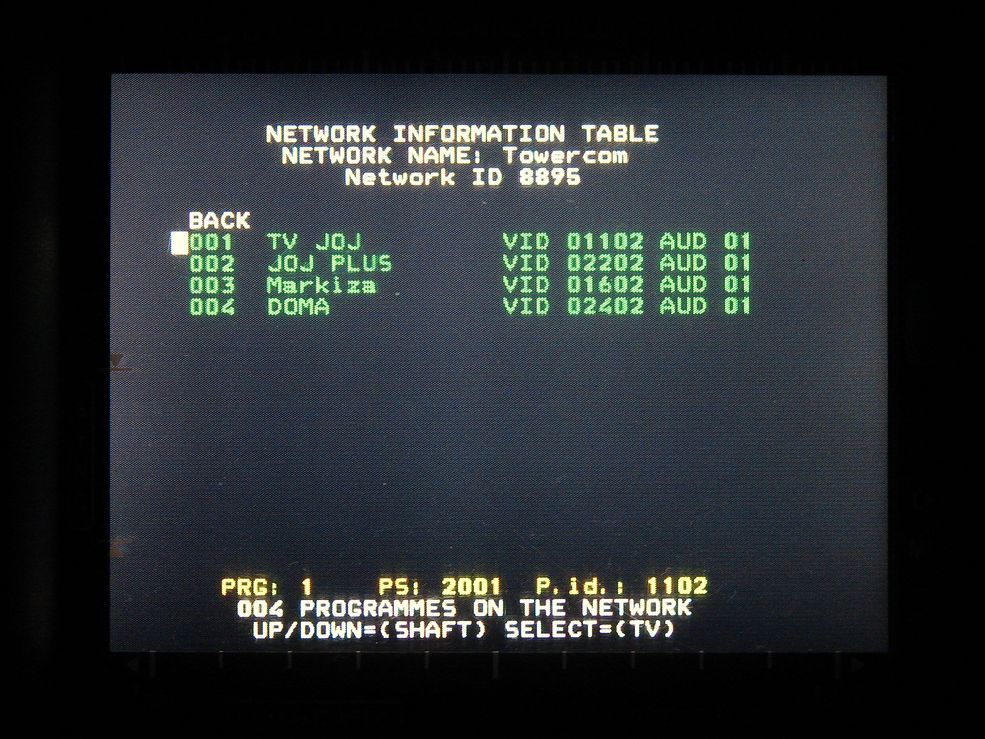 NETWORK INFORMATION TABLE
NETWORK NAME: Towercom
Network ID 8895
BACK
001 TV JOJ VID 01102 AUD 01
002 JOJ PLUS VID 02202 AUD 01
003 Markiza VID 01602 AUD 01
004 DOMA VID 02402 AUD 01
PRG: 1 PS: 2001 P.id.: 1102
004 PROGRAMMES ON THE NETWORK
UP/DOWN=(SHAFT) SELECT=(TV)